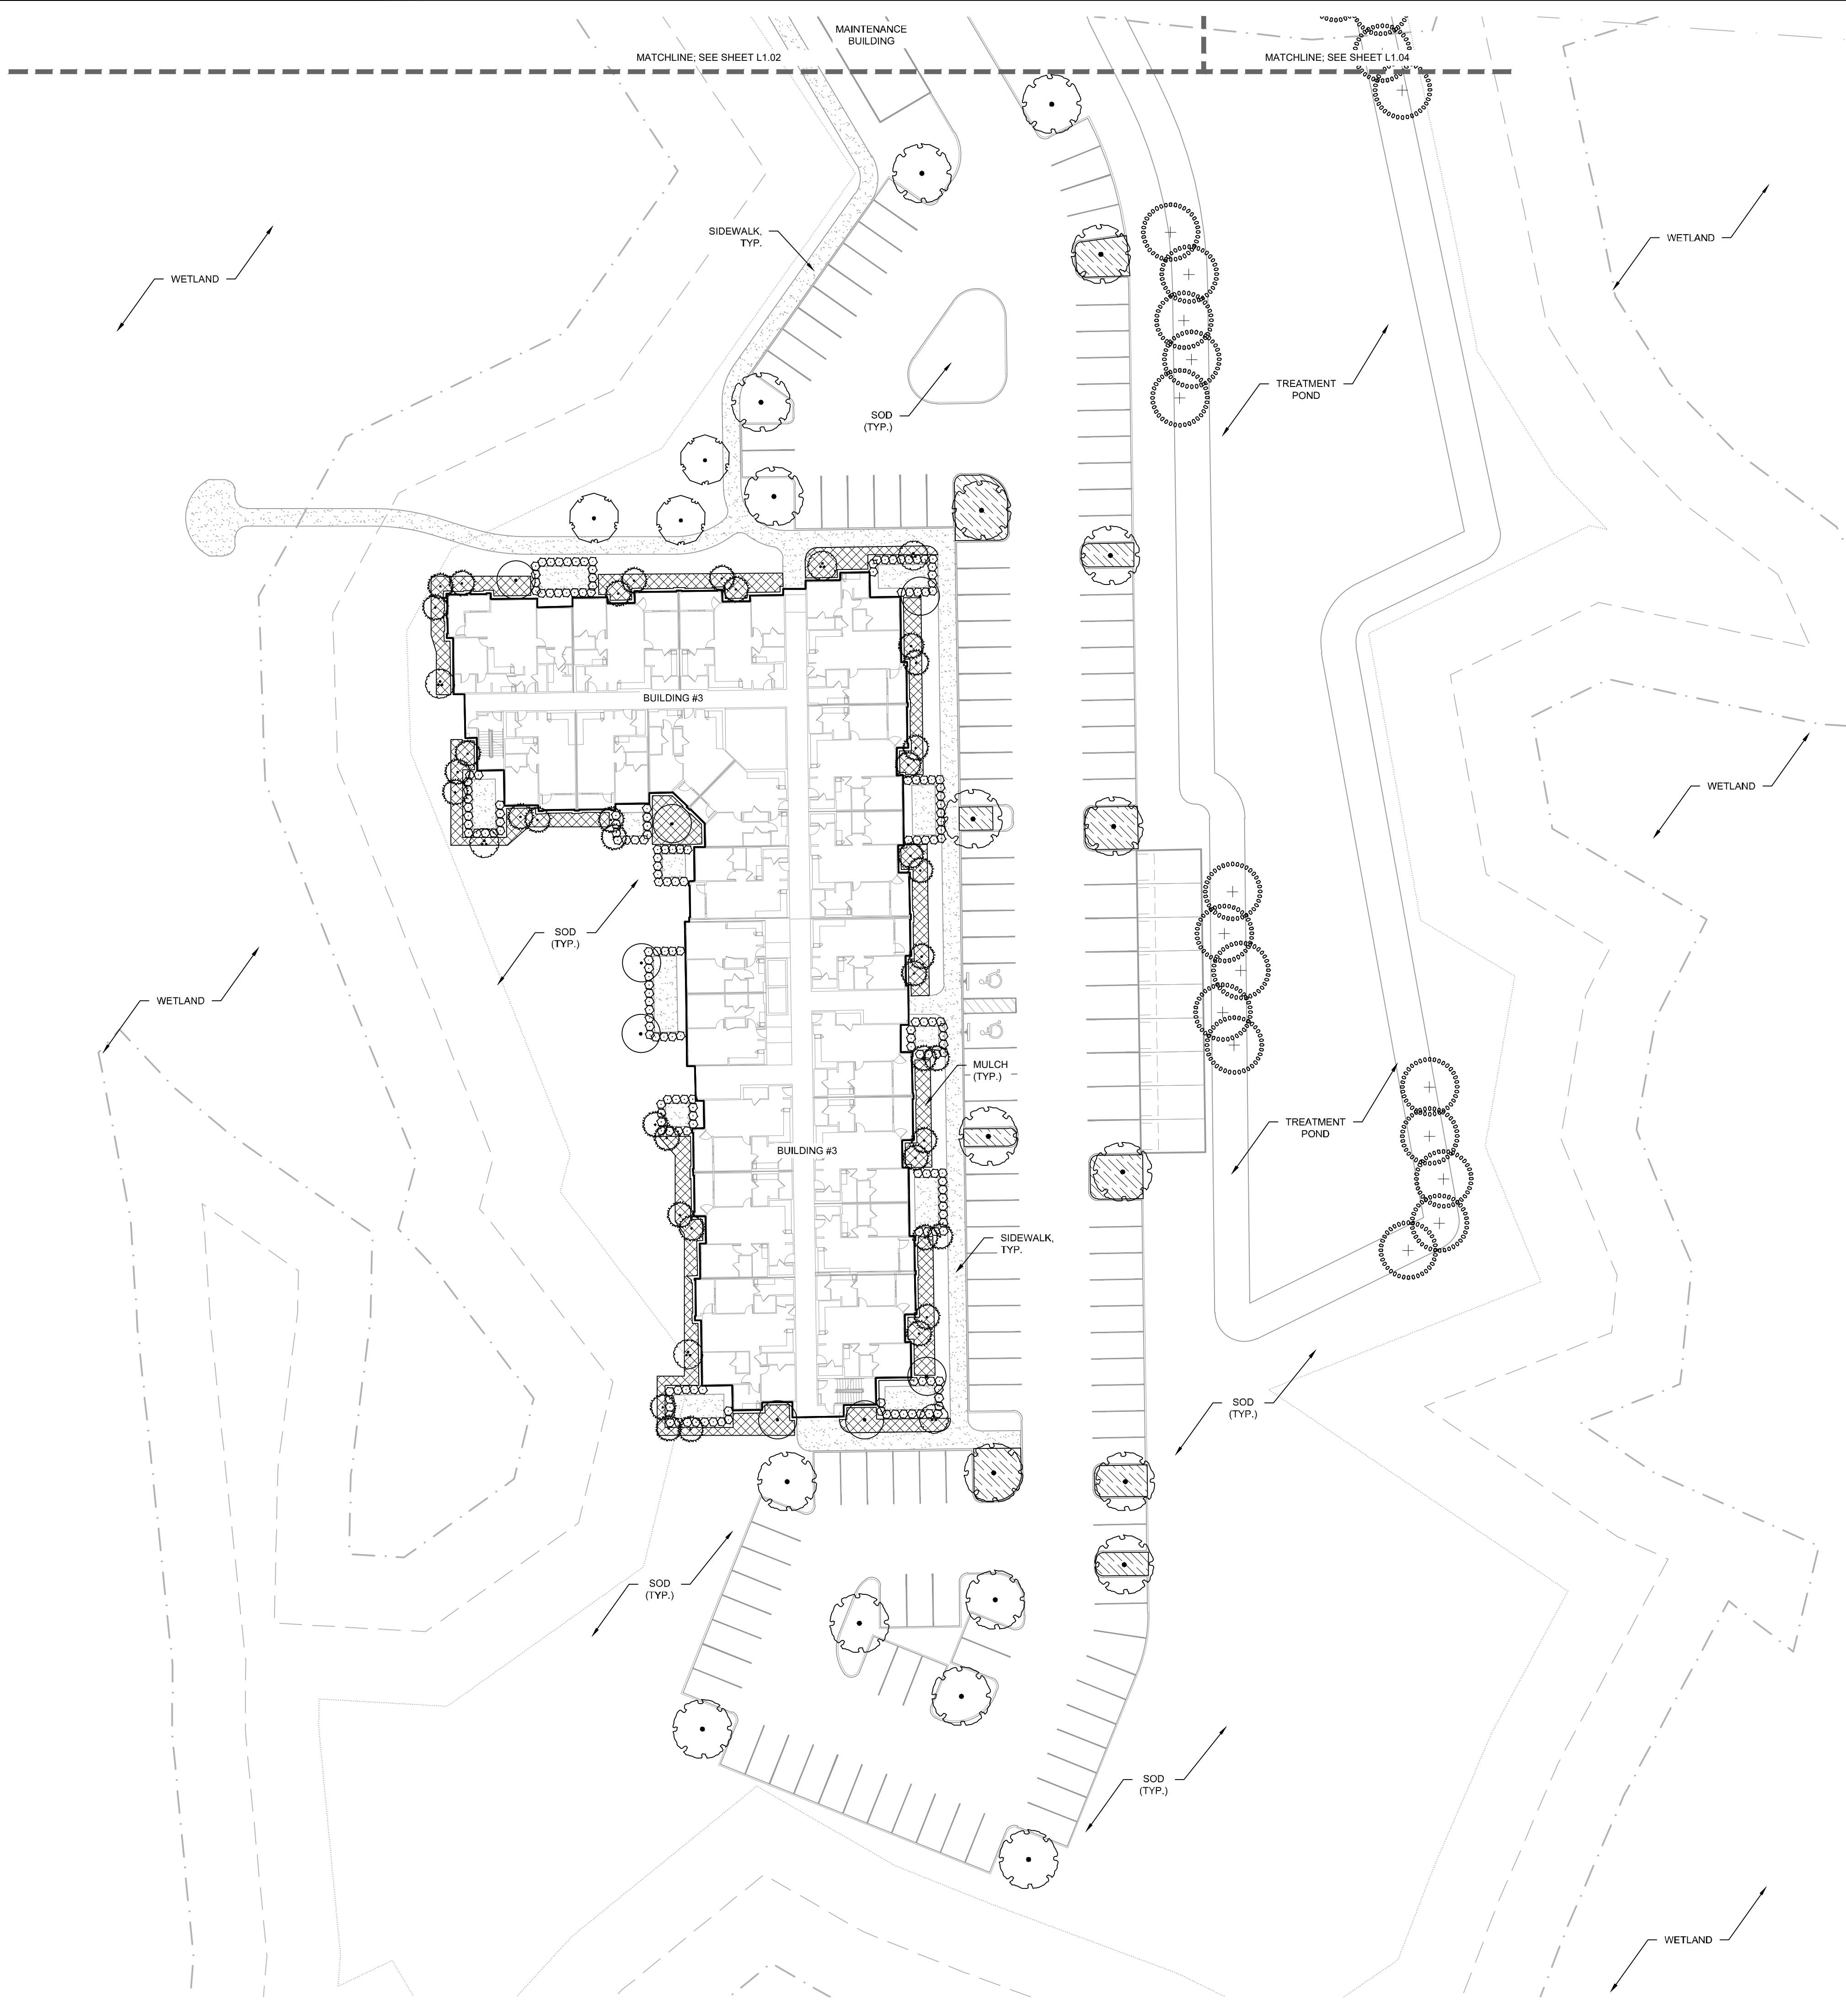 MAINTENANCE
BUILDING
MATCHLINE; SEE SHEET L1.02
MATCHLINE; SEE SHEET L1.04
SIDEWALK,
TYP.
WETLAND
WETLAND
TREATMENT
POND
SOD
(TYP.)
BUILDING #3
WETLAND
SOD
(TYP.)
WETLAND
MULCH
(TYP.)
TREATMENT
POND
BUILDING #3
SIDEWALK,
TYP.
SOD
(TYP.)
SOD
(TYP.)
SOD
(TYP.)
WETLAND